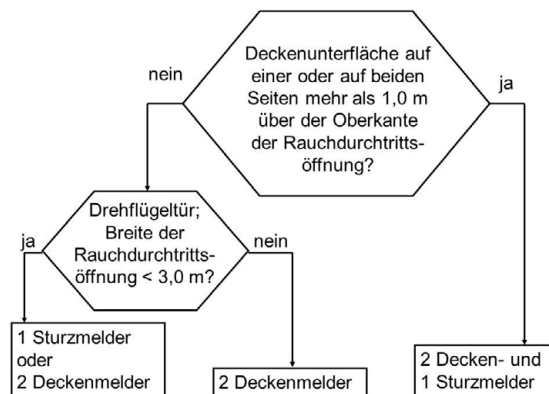 Deckenunterfläche auf
einer oder auf beiden
Seiten mehr als 1,0 m
über der Oberkante
der Rauchdurchtritts-
öffnung?
nein
ja
Drehflügeltür;
Breite der
Rauchdurchtritts-
öffnung < 3,0 m?
ja
nein
1 Sturzmelder
oder
2 Deckenmelder
2 Deckenmelder
2 Decken- und
1 Sturzmelder